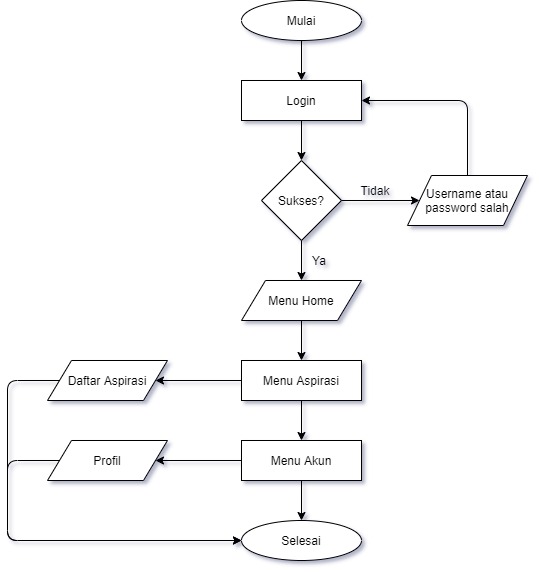 Mulai
Login
Sukses?
Tidak
Username atau
password salah
Ya
Menu Home
Daftar Aspirasi
Menu Aspirasi
Profil
Menu Akun
Selesai